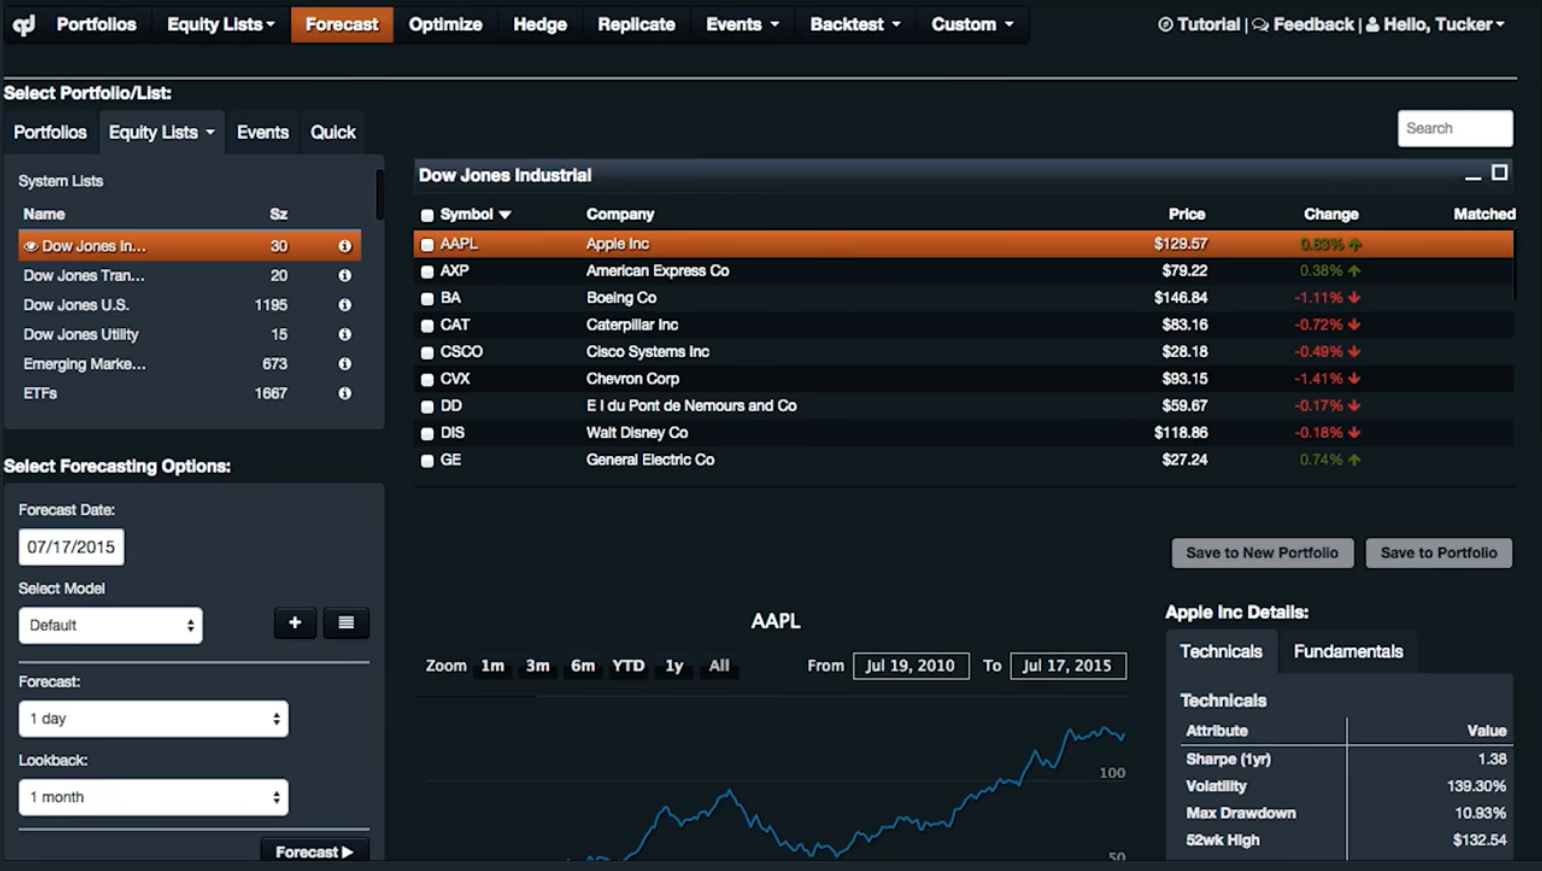 Portfolios Equity Lists Forecast Optimize Hedge Replicate Events Backtest Custom Tutorial | Feedback | Hello, Tucker
Select Portfolio/List:
Portfolios Equity Lists Events Quick
Search
System Lists
Name Sz
Dow Jones In... 30
Dow Jones Tran... 20
Dow Jones U.S. 1195
Dow Jones Utility 15
Emerging Marke... 673
ETFs 1667
Dow Jones Industrial
Symbol Company Price Change Matched
AAPL Apple Inc $129.57 0.83%
AXP American Express Co $79.22 0.38%
BA Boeing Co $146.84 -1.11%
CAT Caterpillar Inc $83.16 -0.72%
CSCO Cisco Systems Inc $28.18 -0.49%
CVX Chevron Corp $93.15 -1.41%
DD E I du Pont de Nemours and Co $59.67 -0.17%
DIS Walt Disney Co $118.86 -0.18%
GE General Electric Co $27.24 0.74%
Select Forecasting Options:
Forecast Date:
07/17/2015
Select Model
Default
Forecast:
1 day
Lookback:
1 month
Forecast
Save to New Portfolio Save to Portfolio
AAPL
Zoom 1m 3m 6m YTD 1y All From Jul 19, 2010 To Jul 17, 2015
100
50
Apple Inc Details:
Technicals Fundamentals
Technicals
Attribute Value
Sharpe (1yr) 1.38
Volatility 139.30%
Max Drawdown 10.93%
52wk High $132.54